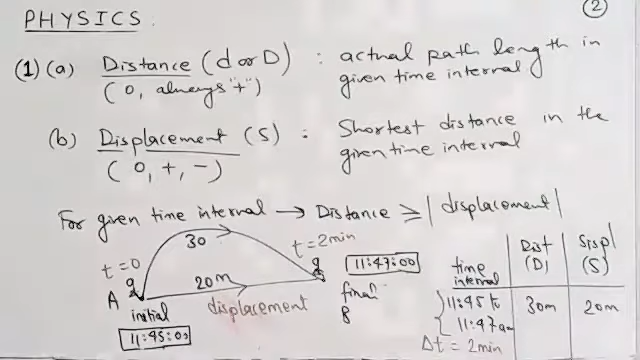 PHYSICS:
2
(1) (a) Distance (d or D) : actual path length in
(0, always "+") given time interval
(b) Displacement (S) : Shortest distance in the
(0, +, -) given time interval
For given time interval → Distance ≥ | displacement |
30
t=0
t=2min
A
20m
displacement
initial
11:45:00
11:47:00
final
B
time interval Dist (D) Displ (S)
11:45 to 30m 20m
11:47 am
Δt = 2min